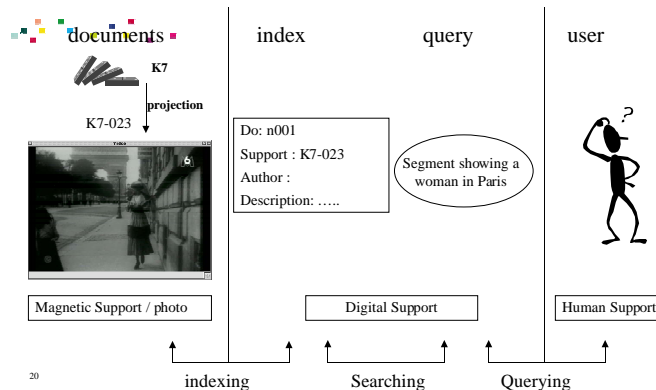 documents
index
query
user
K7
projection
K7-023
6
Do: n001
Support : K7-023
Author :
Description: …..
Segment showing a
woman in Paris
?
Magnetic Support / photo
Digital Support
Human Support
indexing
Searching
Querying
20